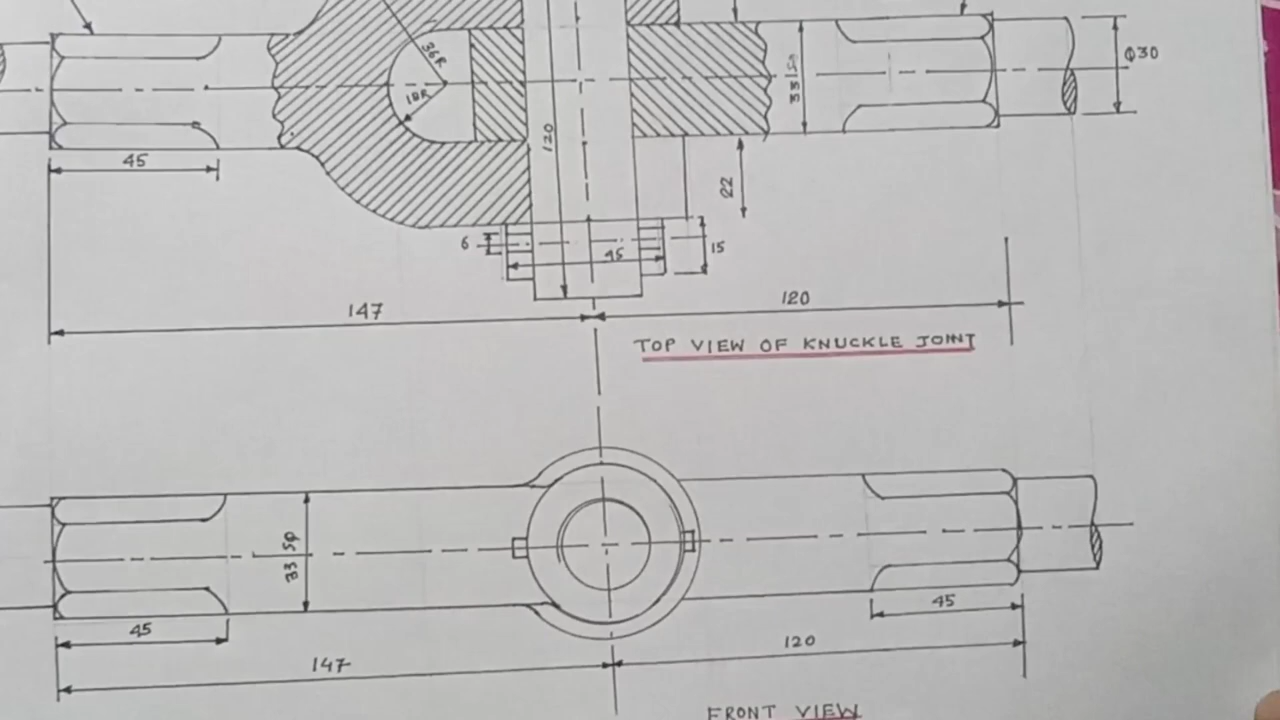 36R
18R
120
33 Sq
Φ30
45
22
6
45
15
147
120
TOP VIEW OF KNUCKLE JOINT
33 Sq
45
45
147
120
FRONT VIEW